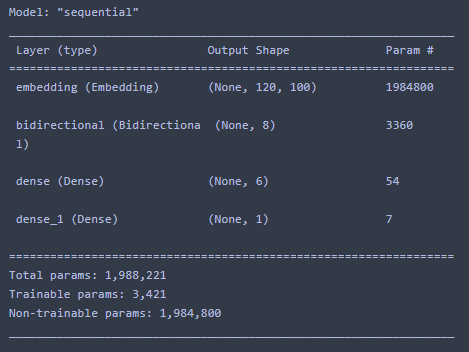 Model: "sequential"
_________________________________________________________________
Layer (type)                Output Shape              Param #
=================================================================
embedding (Embedding)       (None, 120, 100)          1984800
bidirectional (Bidirectiona  (None, 8)                3360
l)
dense (Dense)               (None, 6)                 54
dense_1 (Dense)             (None, 1)                 7
=================================================================
Total params: 1,988,221
Trainable params: 3,421
Non-trainable params: 1,984,800
_________________________________________________________________